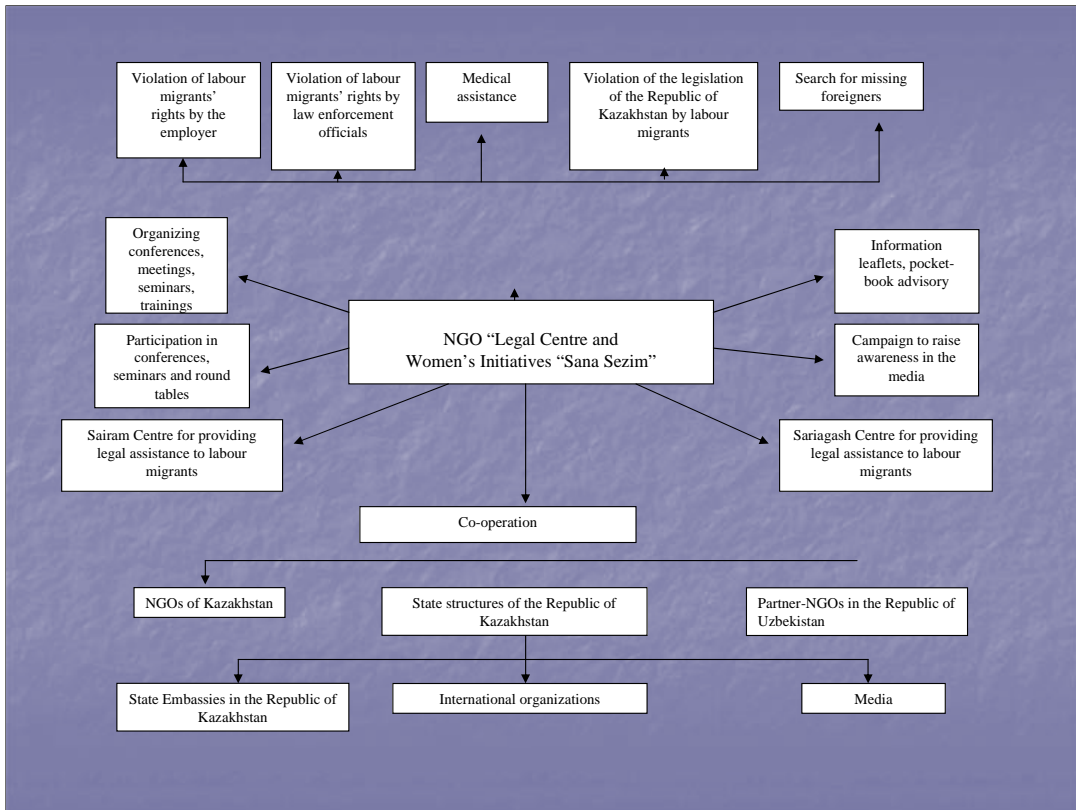 Violation of labour
migrants’
rights by the
employer
Violation of labour
migrants’ rights by
law enforcement
officials
Medical
assistance
Violation of the legislation
of the Republic of
Kazakhstan by labour
migrants
Search for missing
foreigners
Organizing
conferences,
meetings,
seminars,
trainings
Information
leaflets, pocket-
book advisory
NGO “Legal Centre and
Women’s Initiatives “Sana Sezim”
Participation in
conferences,
seminars and round
tables
Campaign to raise
awareness in the
media
Sairam Centre for providing
legal assistance to labour
migrants
Sariagash Centre for providing
legal assistance to labour
migrants
Co-operation
NGOs of Kazakhstan
State structures of the Republic of
Kazakhstan
Partner-NGOs in the Republic of
Uzbekistan
State Embassies in the Republic of
Kazakhstan
International organizations
Media